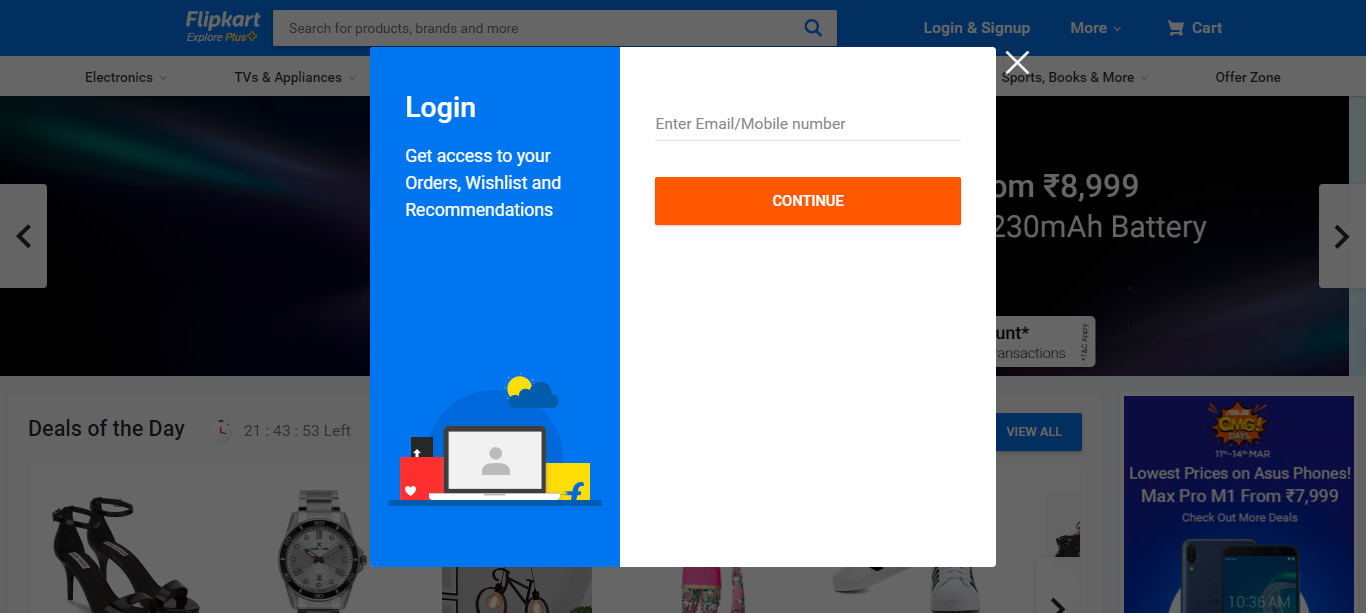 Flipkart
Explore Plus
Search for products, brands and more
Login & Signup
More
Cart
Electronics
TVs & Appliances
Sports, Books & More
Offer Zone
Login
Get access to your
Orders, Wishlist and
Recommendations
Enter Email/Mobile number
CONTINUE
om ₹8,999
230mAh Battery
unt*
ransactions
*T&C Apply
Deals of the Day
21 : 43 : 53 Left
VIEW ALL
ASUS
OMG!
DAYS
11TH-14TH MAR
Lowest Prices on Asus Phones!
Max Pro M1 From ₹7,999
Check Out More Deals
10:36 AM